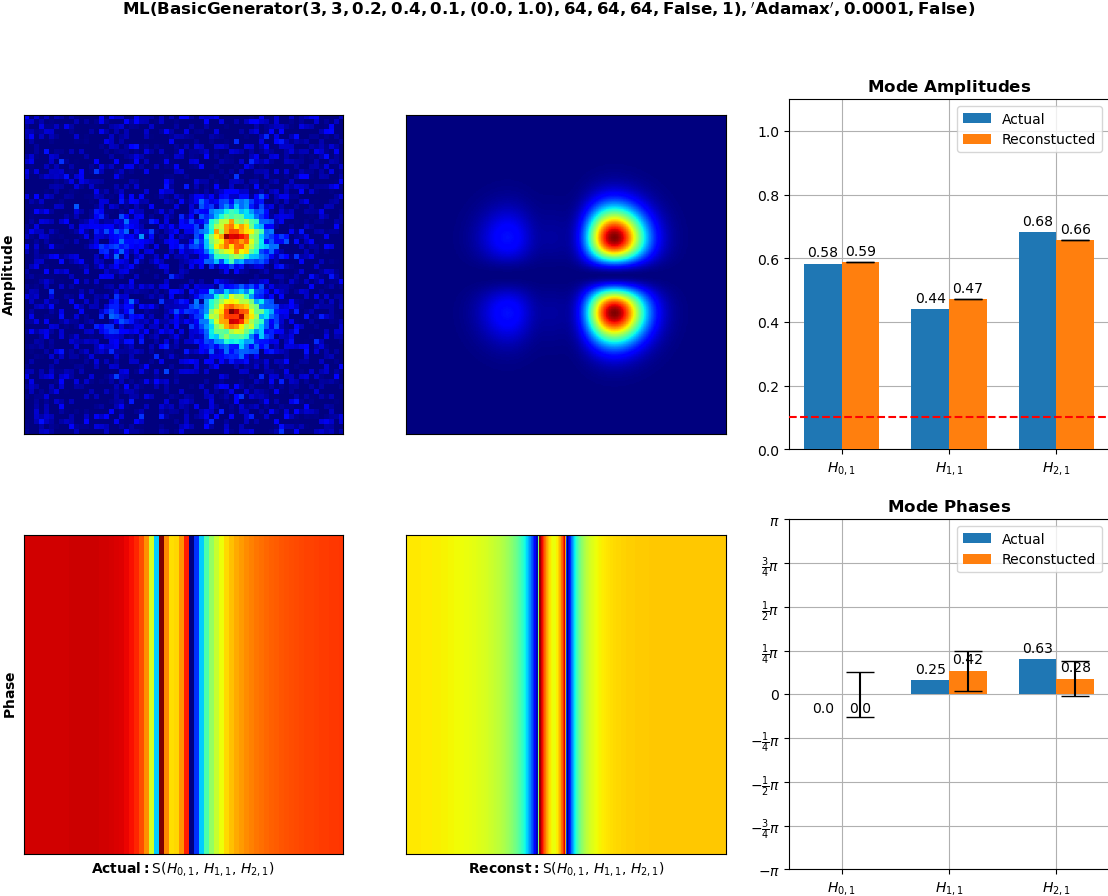 ML(BasicGenerator(3, 3, 0.2, 0.4, 0.1, (0.0, 1.0), 64, 64, 64, False, 1), 'Adamax', 0.0001, False)
Amplitude
Mode Amplitudes
Actual
Reconstucted
1.0
0.8
0.6
0.4
0.2
0.0
0.58 0.59
0.44 0.47
0.68 0.66
H0,1 H1,1 H2,1
Phase
Actual: S(H0,1, H1,1, H2,1)
Reconst: S(H0,1, H1,1, H2,1)
Mode Phases
Actual
Reconstucted
π
3/4π
1/2π
1/4π
0
−1/4π
−1/2π
−3/4π
−π
0.0 0.0
0.25 0.42
0.63 0.28
H0,1 H1,1 H2,1